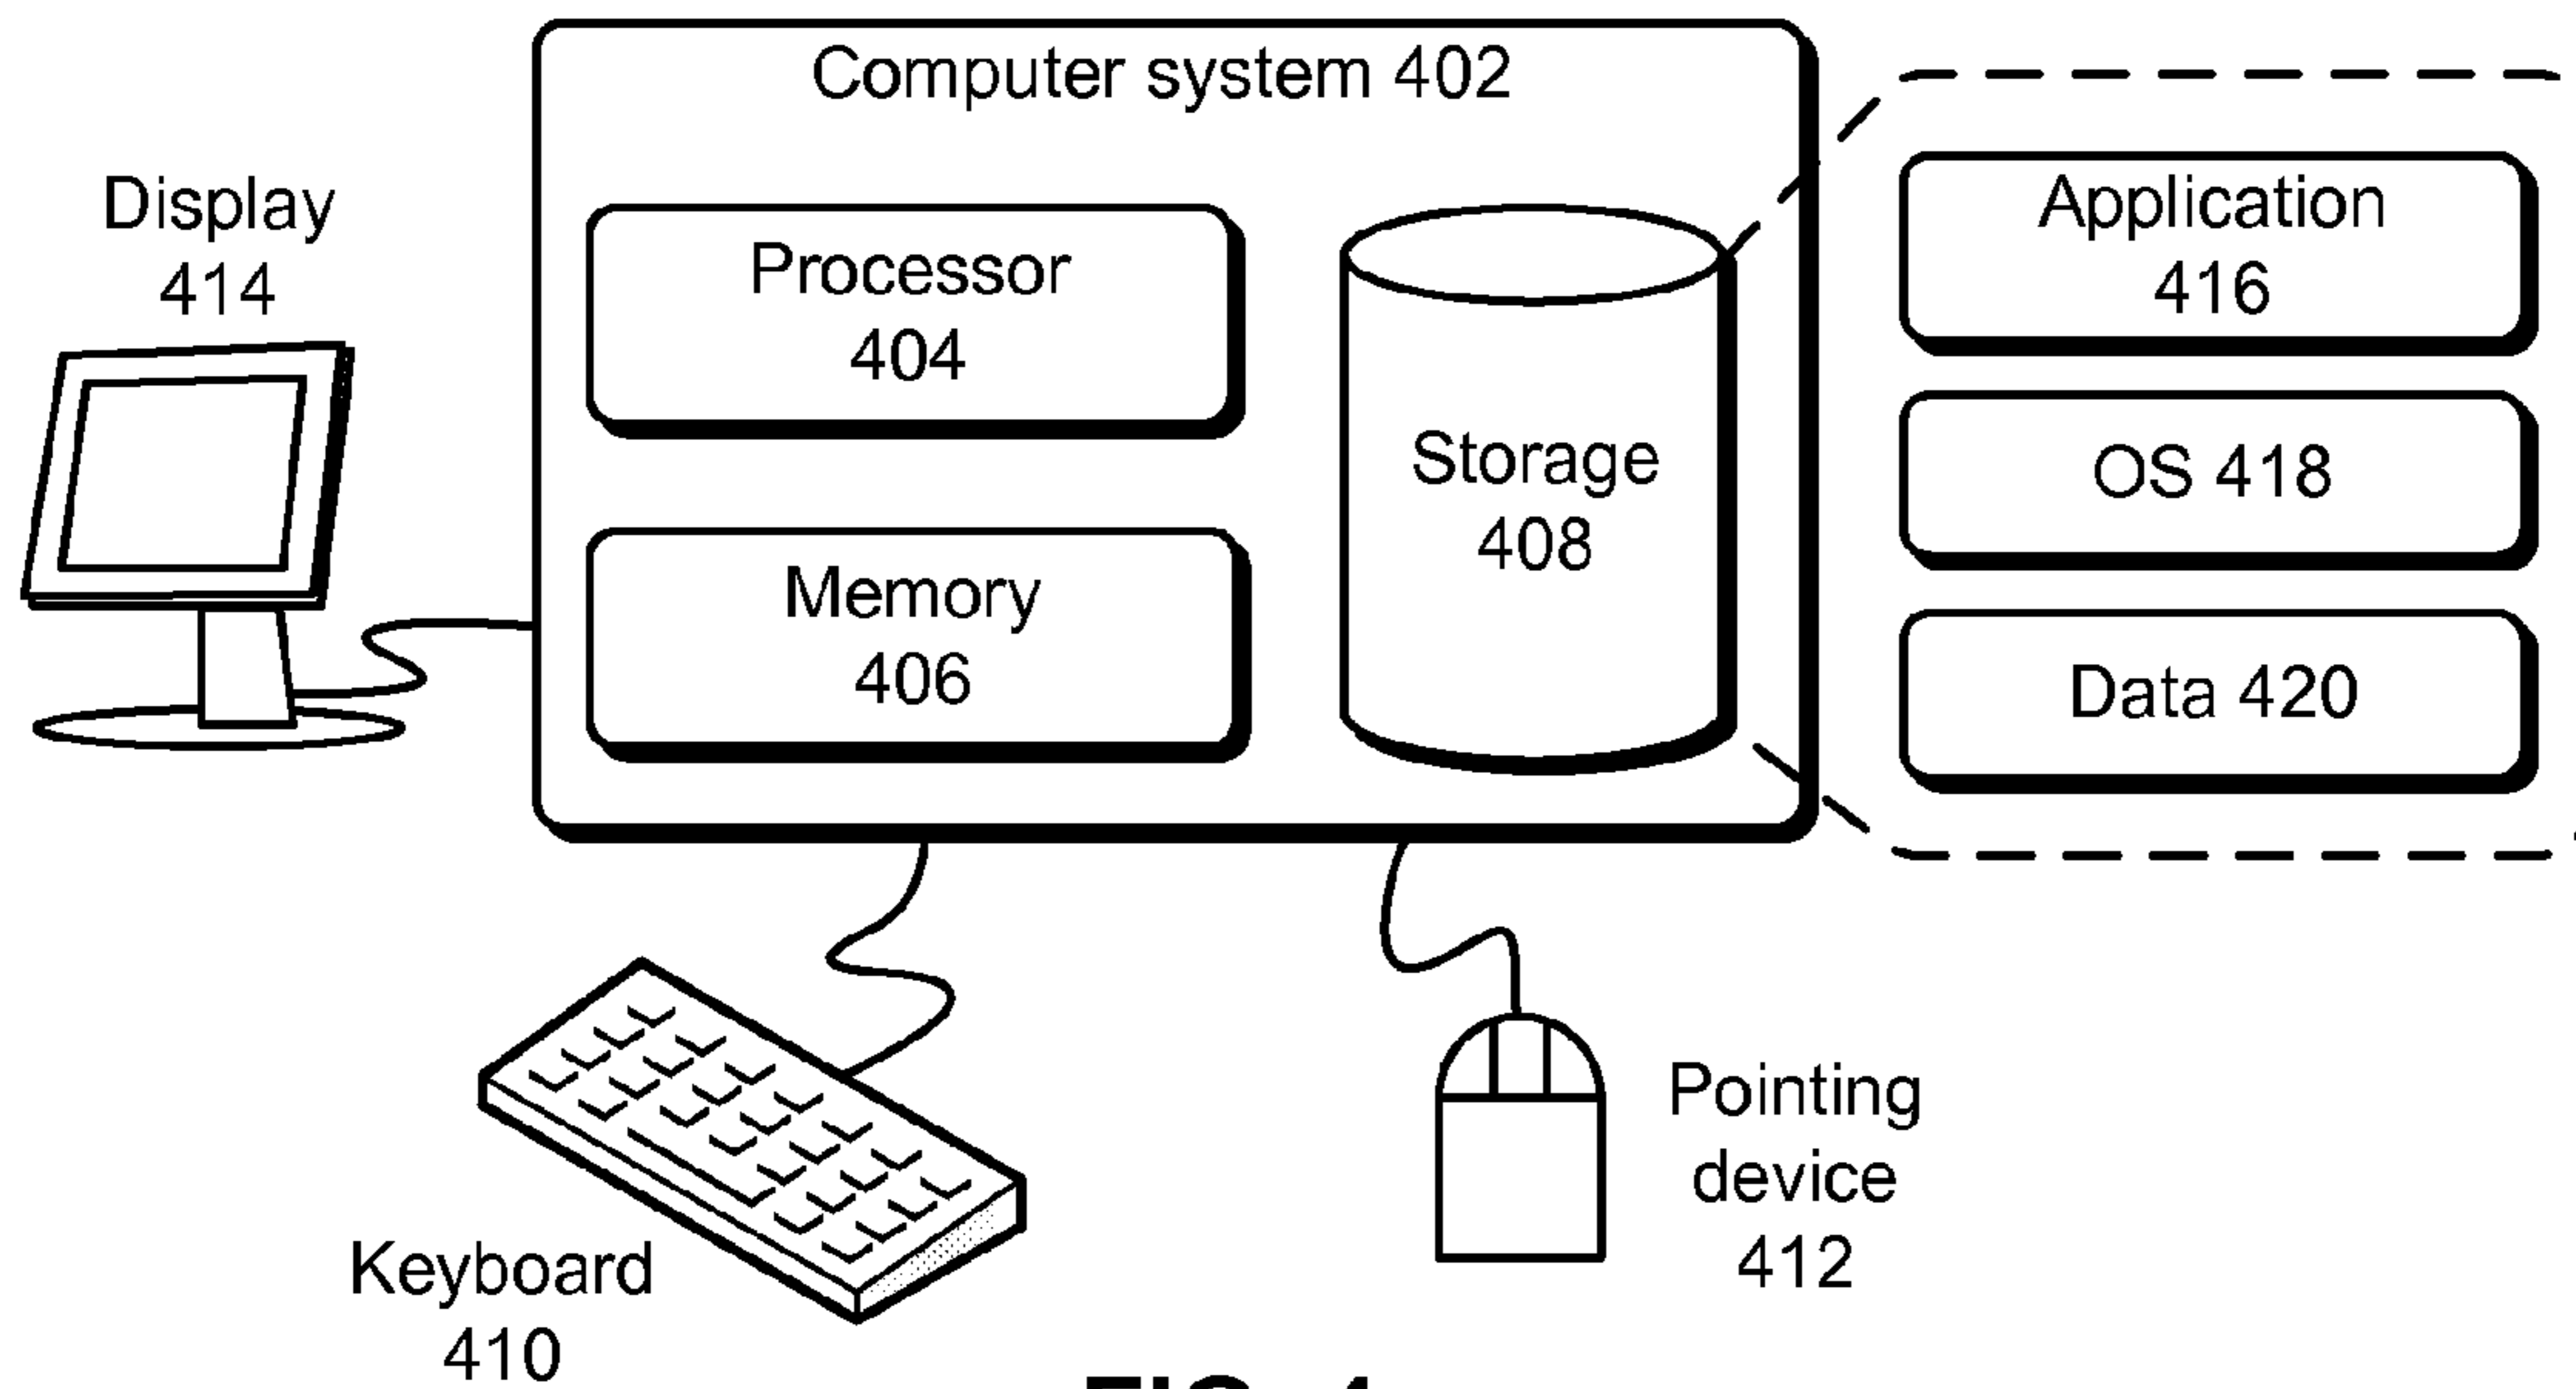 Computer system 402
Display
414
Processor
404
Memory
406
Storage
408
Application
416
OS 418
Data 420
Keyboard
410
Pointing
device
412